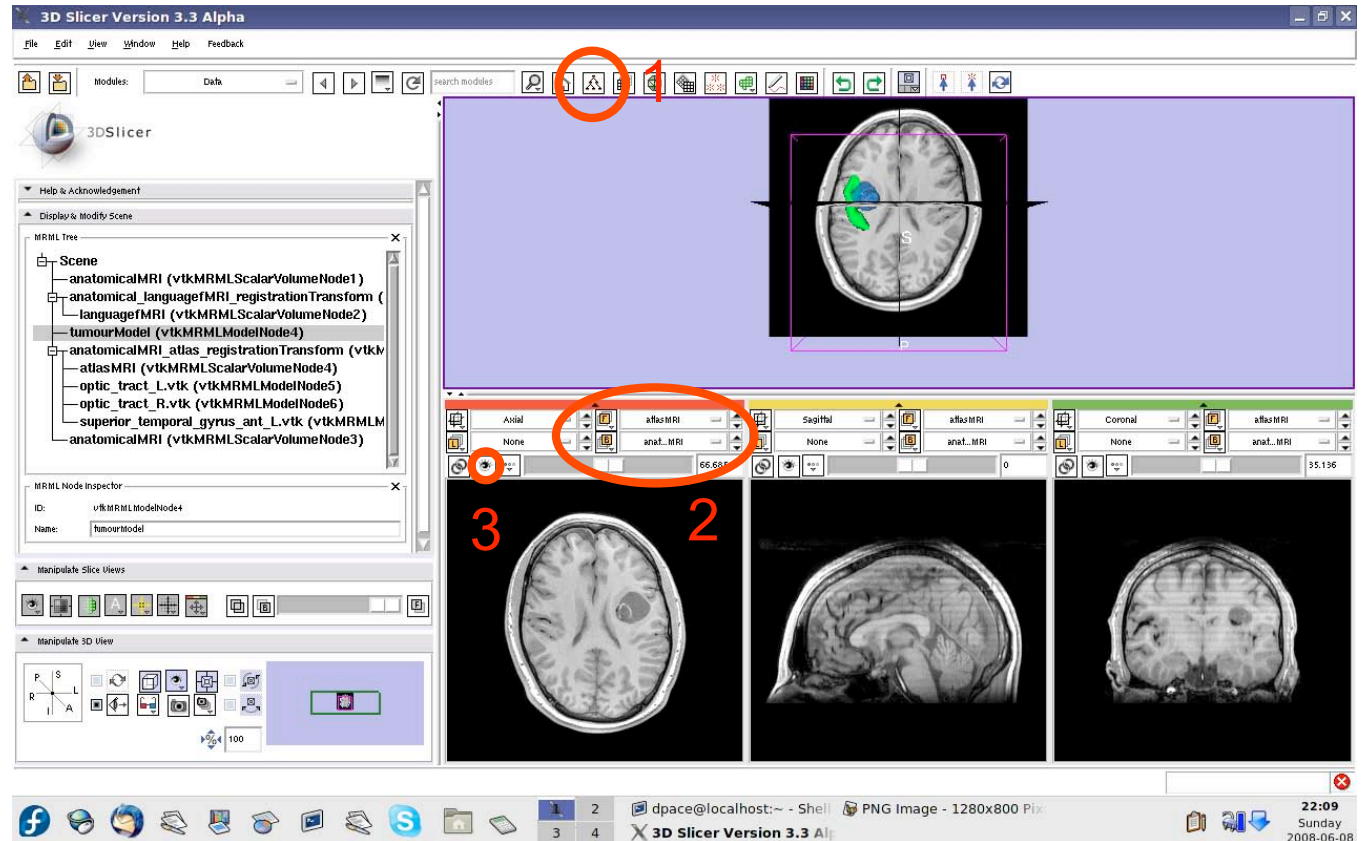 3D Slicer Version 3.3 Alpha
File Edit View Window Help Feedback
Modules: Data search modules
1
3DSlicer
Help & Acknowledgement
Display & Modify Scene
MRML Tree
Scene
anatomicalMRI (vtkMRMLScalarVolumeNode1)
anatomical_languagefMRI_registrationTransform (
languagefMRI (vtkMRMLScalarVolumeNode2)
tumourModel (vtkMRMLModelNode4)
anatomicalMRI_atlas_registrationTransform (vtkM
atlasMRI (vtkMRMLScalarVolumeNode4)
optic_tract_L.vtk (vtkMRMLModelNode5)
optic_tract_R.vtk (vtkMRMLModelNode6)
superior_temporal_gyrus_ant_L.vtk (vtkMRMLM
anatomicalMRI (vtkMRMLScalarVolumeNode3)
MRML Node Inspector
ID: vtkMRMLModelNode4
Name: tumourModel
Manipulate Slice Views
A B F
Manipulate 3D View
P S
R L
I A
% 100
S
P
Axial F atlasMRI Sagittal F atlasMRI Coronal F atlasMRI
L None B anat...MRI L None B anat...MRI L None B anat...MRI
66.685 0 35.136
3 2
1 2 dpace@localhost:~ - Shell PNG Image - 1280x800 Pix
3 4 3D Slicer Version 3.3 Alp
22:09
Sunday
2008-06-08